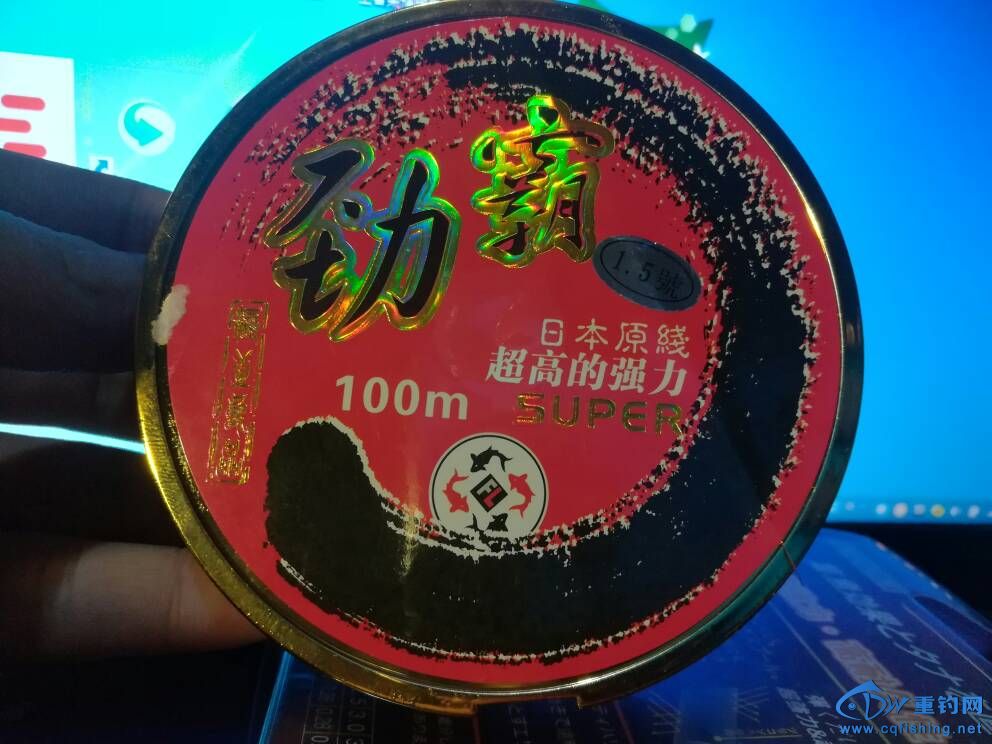 劲霸
1.5號
日本原綫
超高的强力
100m
SUPER
FL
重钓网
www.cqfishing.net